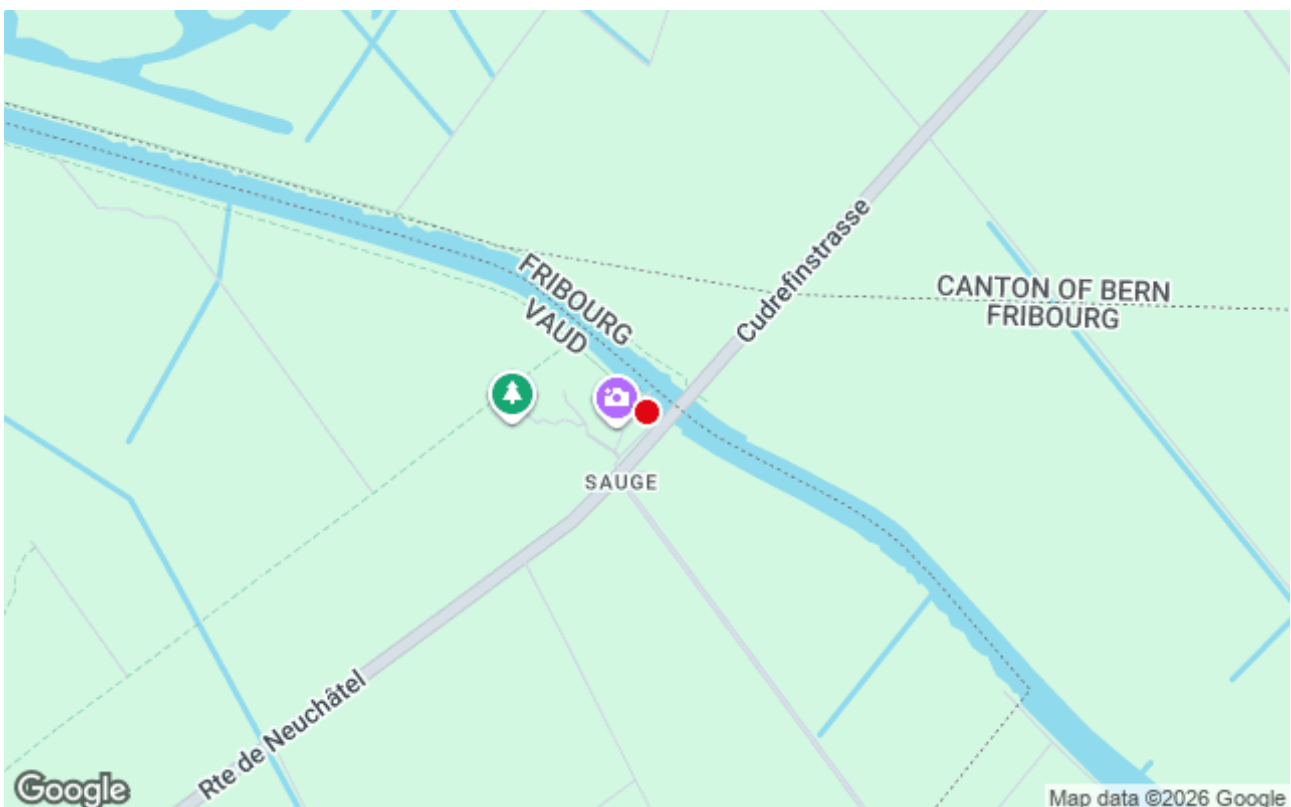 CANTON OF BERN
FRIBOURG
Cudrefinstrasse
FRIBOURG
VAUD
SAUGE
Rte de Neuchâtel
Google
Map data ©2026 Google